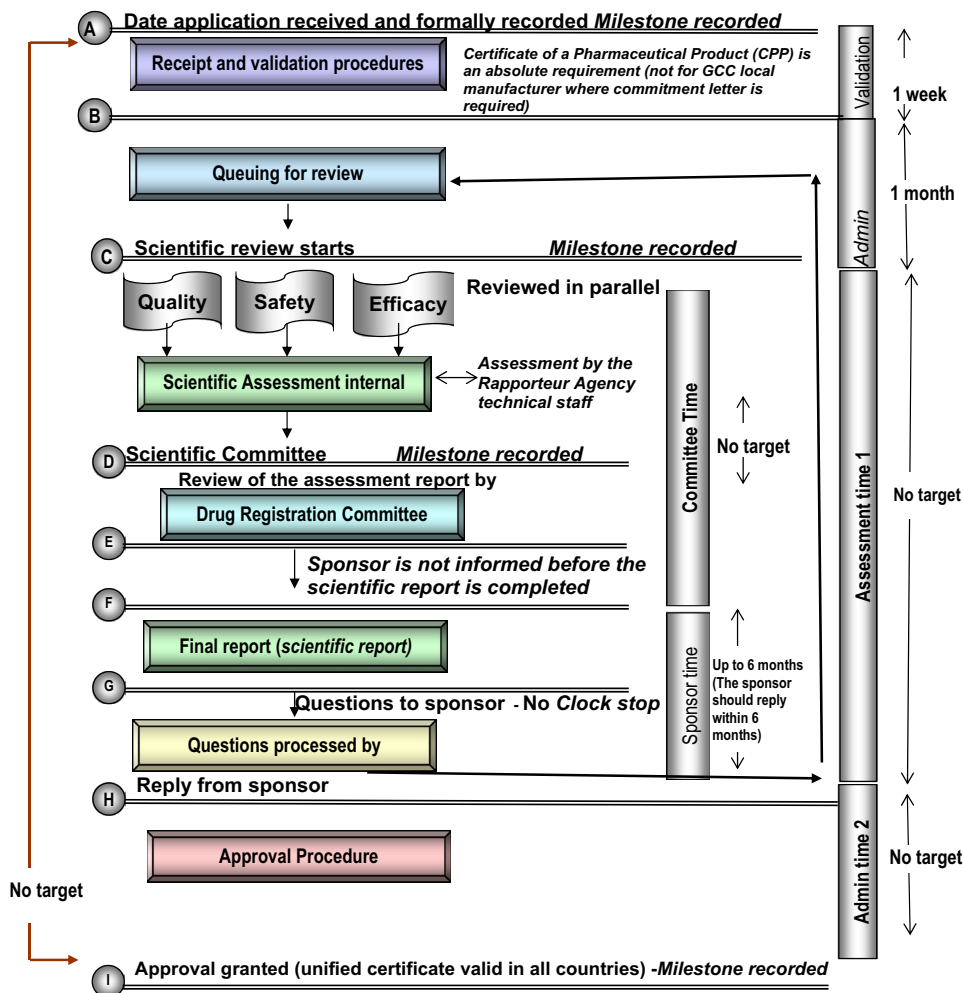 A
Date application received and formally recorded Milestone recorded
Receipt and validation procedures
Certificate of a Pharmaceutical Product (CPP) is
an absolute requirement (not for GCC local
manufacturer where commitment letter is
required)
Validation
1 week
B
Queuing for review
1 month
Admin
C
Scientific review starts
Milestone recorded
Quality
Safety
Efficacy
Reviewed in parallel
Scientific Assessment internal
Assessment by the
Rapporteur Agency
technical staff
Committee Time
No target
Assessment time 1
No target
D
Scientific Committee
Milestone recorded
Review of the assessment report by
Drug Registration Committee
E
Sponsor is not informed before the
scientific report is completed
F
Final report (scientific report)
Sponsor time
Up to 6 months
(The sponsor
should reply
within 6
months)
G
Questions to sponsor - No Clock stop
Questions processed by
H
Reply from sponsor
Approval Procedure
Admin time 2
No target
No target
I
Approval granted (unified certificate valid in all countries) -Milestone recorded